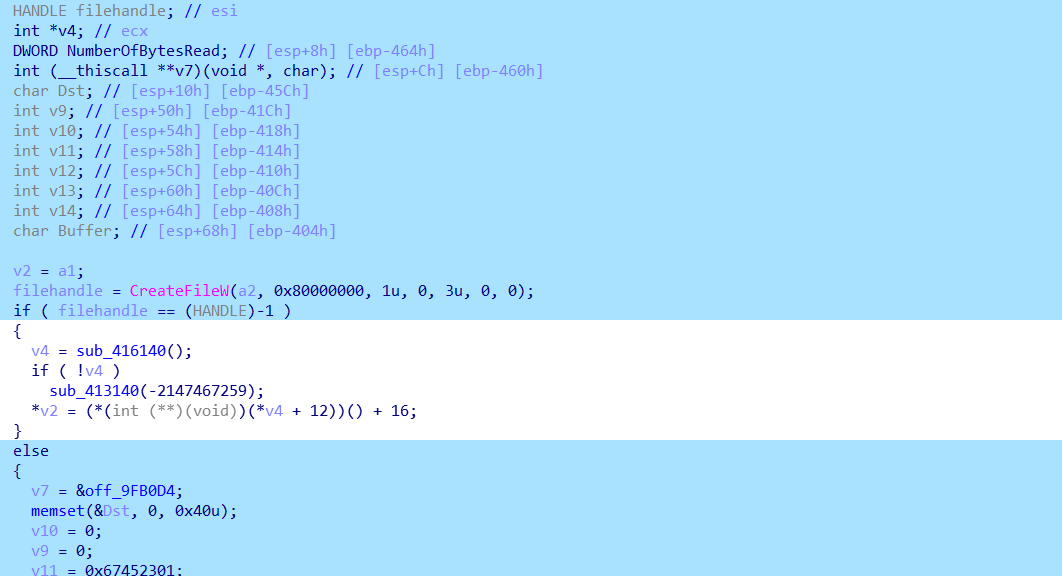 HANDLE filehandle; // esi
int *v4; // ecx
DWORD NumberOfBytesRead; // [esp+8h] [ebp-464h]
int (__thiscall **v7)(void *, char); // [esp+Ch] [ebp-460h]
char Dst; // [esp+10h] [ebp-45Ch]
int v9; // [esp+50h] [ebp-41Ch]
int v10; // [esp+54h] [ebp-418h]
int v11; // [esp+58h] [ebp-414h]
int v12; // [esp+5Ch] [ebp-410h]
int v13; // [esp+60h] [ebp-40Ch]
int v14; // [esp+64h] [ebp-408h]
char Buffer; // [esp+68h] [ebp-404h]
v2 = a1;
filehandle = CreateFileW(a2, 0x80000000, 1u, 0, 3u, 0, 0);
if ( filehandle == (HANDLE)-1 )
{
v4 = sub_416140();
if ( !v4 )
sub_413140(-2147467259);
*v2 = (*(int (**)(void))(*v4 + 12))() + 16;
}
else
{
v7 = &off_9FB0D4;
memset(&Dst, 0, 0x40u);
v10 = 0;
v9 = 0;
v11 = 0x67452301;